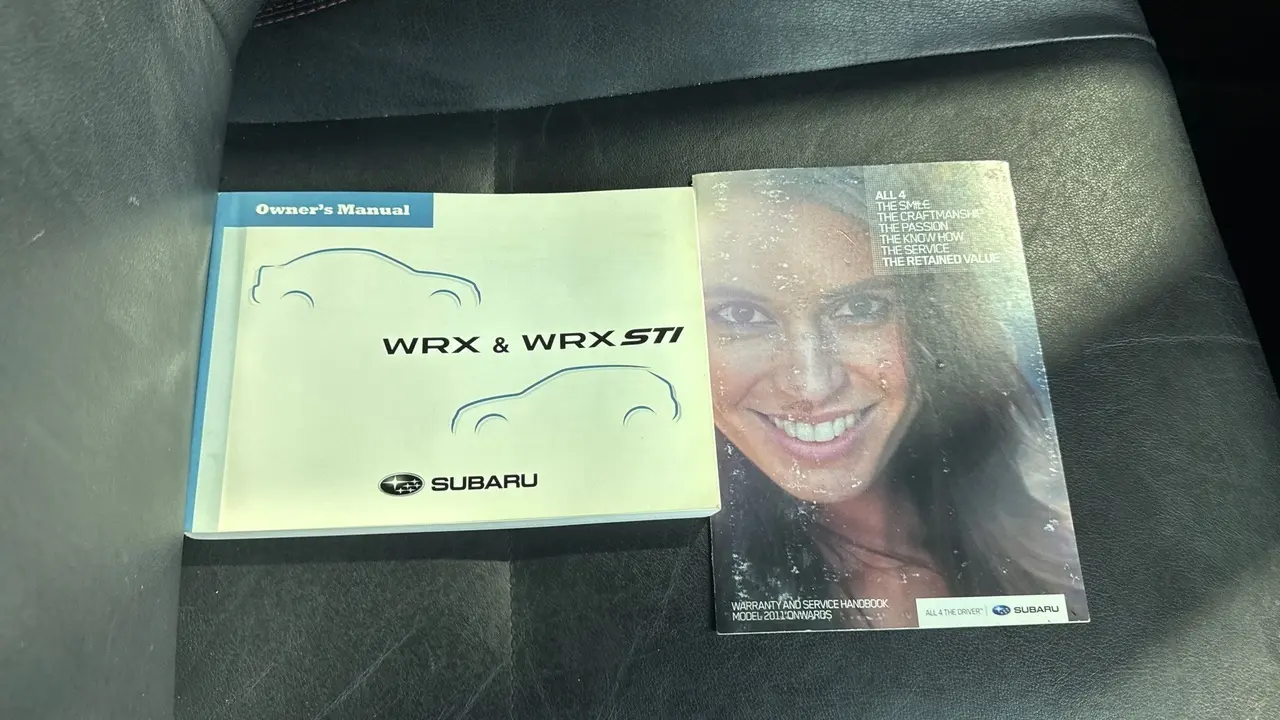 Owner's Manual
WRX & WRX STI
SUBARU
ALL 4
THE SMILE
THE CRAFTMANSHIP
THE PASSION
THE KNOW HOW
THE SERVICE
THE RETAINED VALUE
WARRANTY AND SERVICE HANDBOOK
MODEL 2011 ONWARDS
ALL 4 THE DRIVER™ | SUBARU